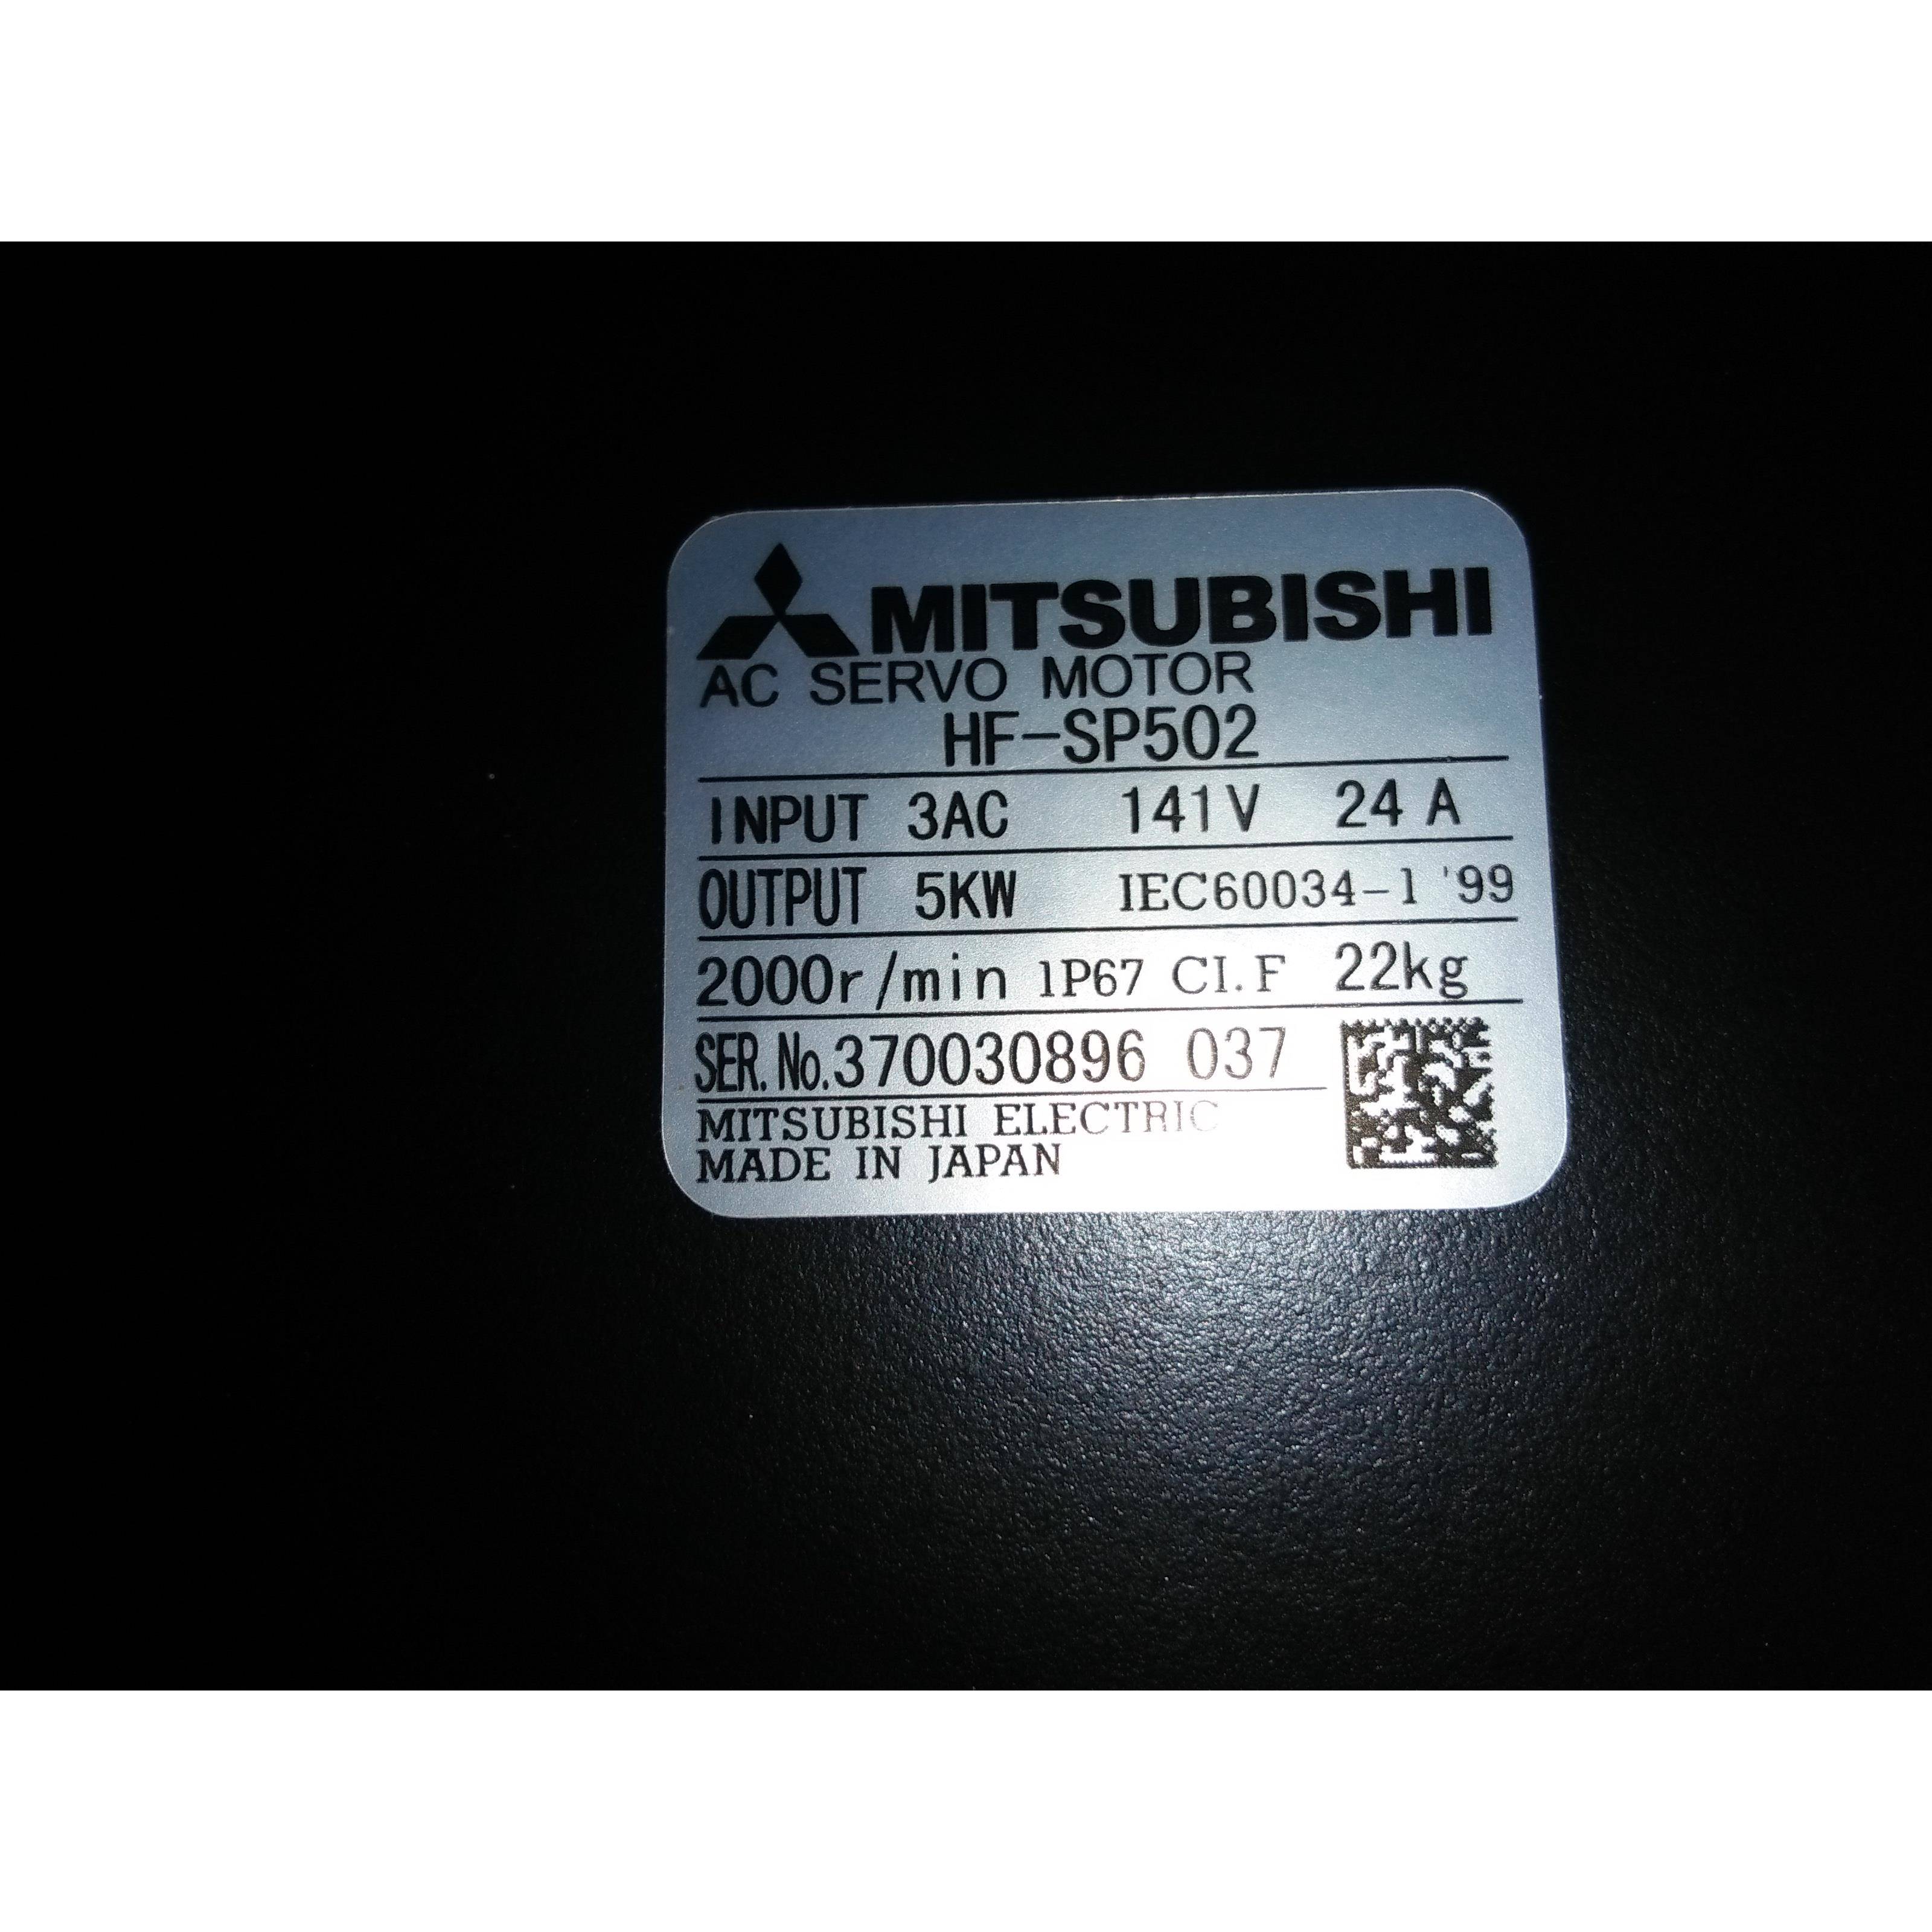 MITSUBISHI
AC SERVO MOTOR
HF-SP502
INPUT 3AC 141V 24 A
OUTPUT 5KW IEC60034-1 '99
2000r/min IP67 CI.F 22kg
SER.No.370030896 037
MITSUBISHI ELECTRIC
MADE IN JAPAN